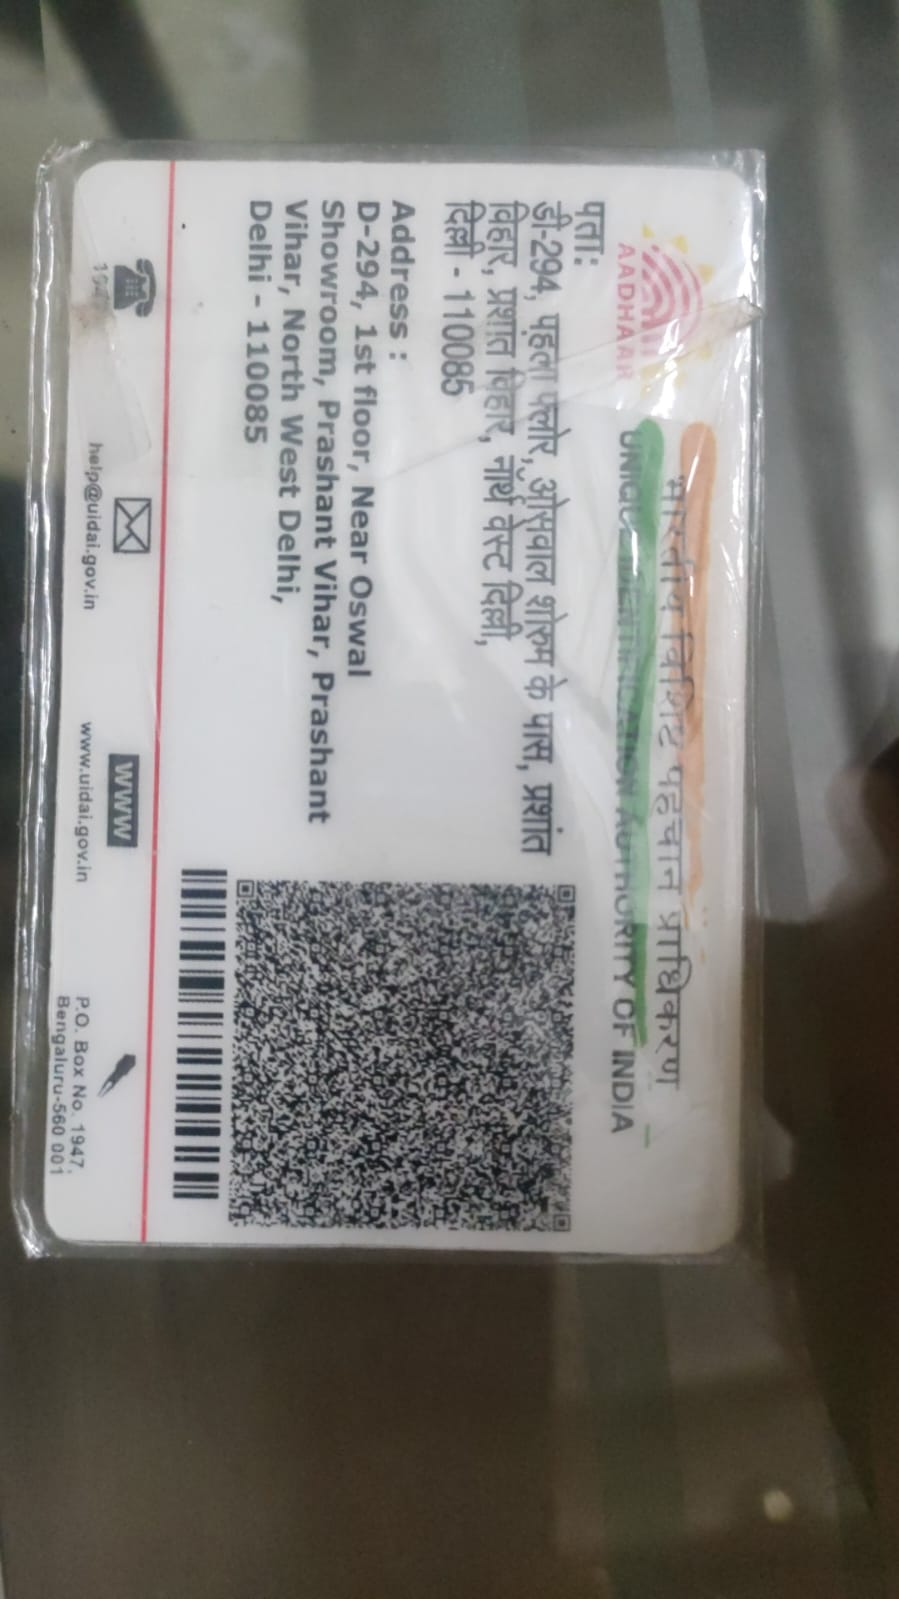 भारतीय विशिष्ट पहचान प्राधिकरण
UNIQUE IDENTIFICATION AUTHORITY OF INDIA
AADHAAR
पता:
डी-294, पहला फ्लोर, ओसवाल शोरूम के पास, प्रशांत
विहार, प्रशांत विहार, नॉर्थ वेस्ट दिल्ली,
दिल्ली - 110085
Address :
D-294, 1st floor, Near Oswal
Showroom, Prashant Vihar, Prashant
Vihar, North West Delhi,
Delhi - 110085
1947
help@uidai.gov.in
www
www.uidai.gov.in
P.O. Box No. 1947,
Bengaluru-560 001